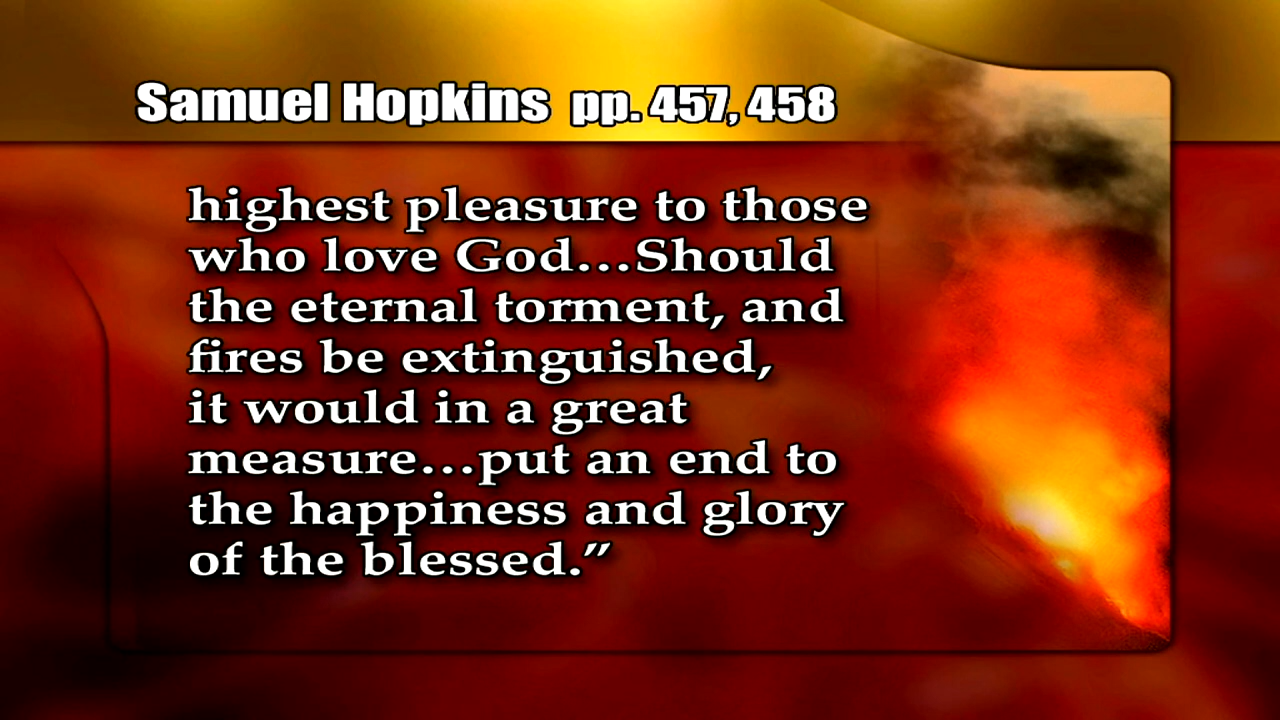 Samuel Hopkins pp. 457, 458
highest pleasure to those
who love God...Should
the eternal torment, and
fires be extinguished,
it would in a great
measure...put an end to
the happiness and glory
of the blessed.”